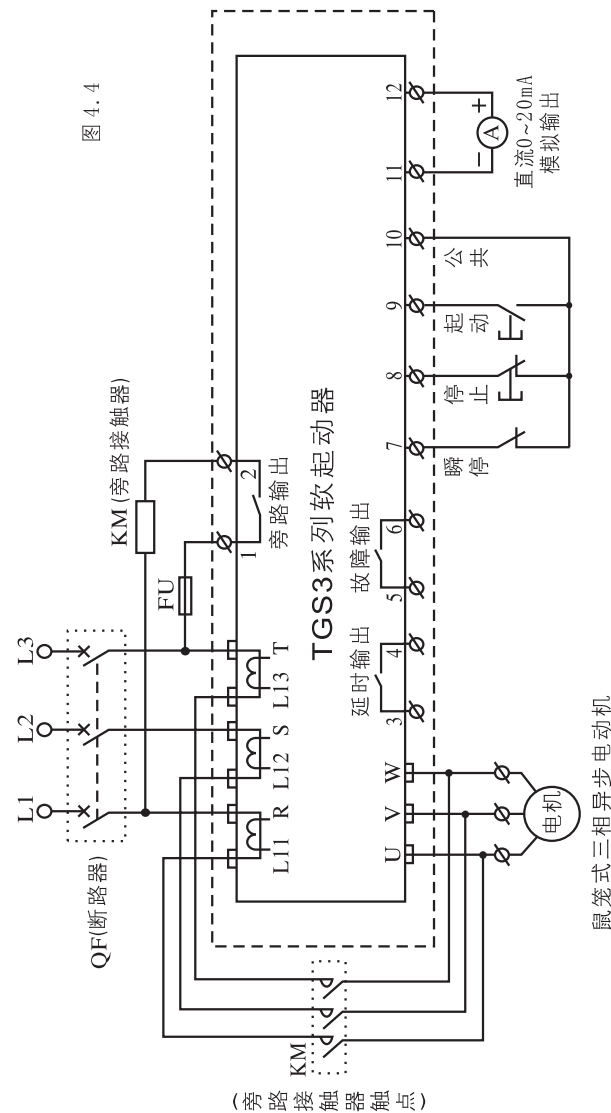 图 4.4
L1
L2
L3
QF(断路器)
KM(旁路接触器)
FU
1
2
旁路输出
L11
R
L12
S
L13
T
TGS3系列软起动器
延时输出
故障输出
U
V
W
3
4
5
6
7
8
9
10
11
12
瞬停
停止
起动
公共
−
A
+
直流0~20mA
模拟输出
电机
鼠笼式三相异步电动机
KM
(旁路接触器触点)